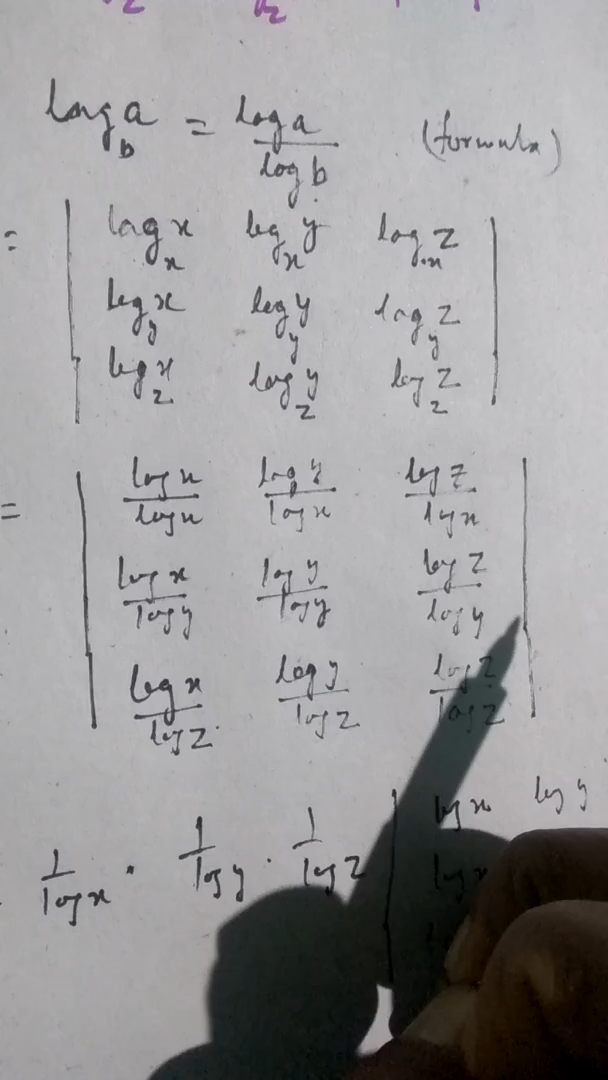 log_b a = log a / log b (formula)
= | log_x x log_x y log_x z |
| log_y x log_y y log_y z |
| log_z x log_z y log_z z |
= | log x / log x log y / log x log z / log x |
| log x / log y log y / log y log z / log y |
| log x / log z log y / log z log z / log z |
1 / log x · 1 / log y · 1 / log z | log x log y
log x